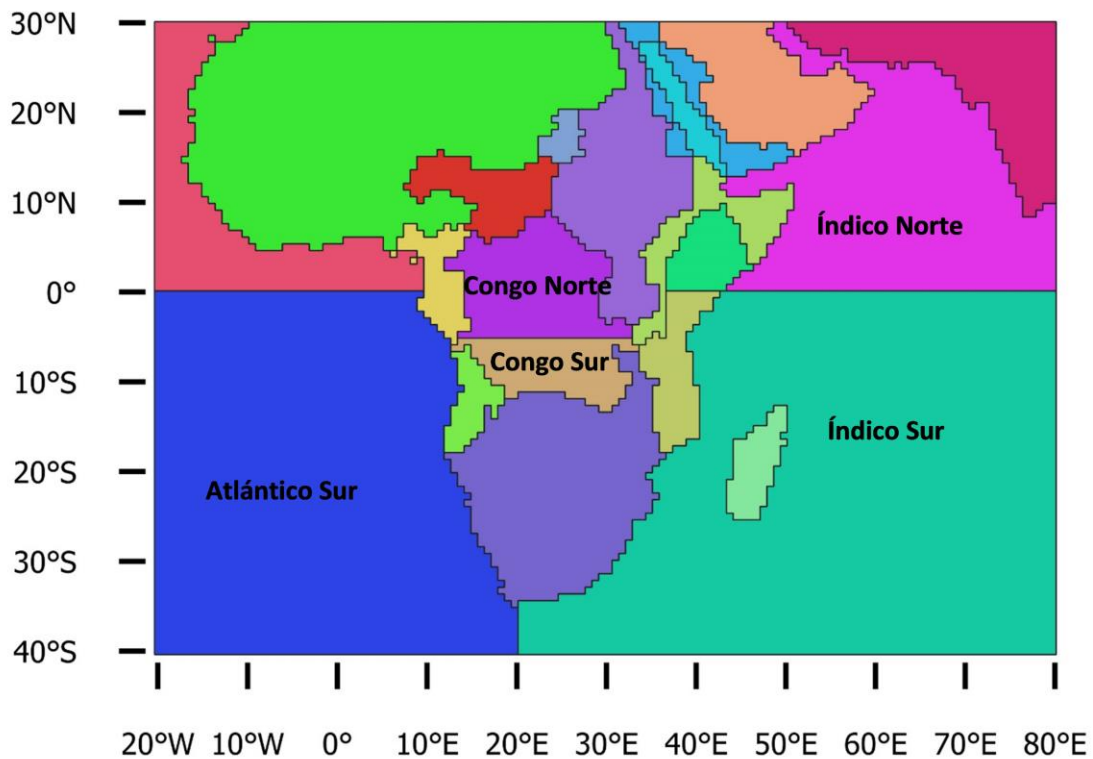 30°N
20°N
10°N
0°
10°S
20°S
30°S
40°S
Índico Norte
Congo Norte
Congo Sur
Índico Sur
Atlántico Sur
20°W 10°W 0° 10°E 20°E 30°E 40°E 50°E 60°E 70°E 80°E